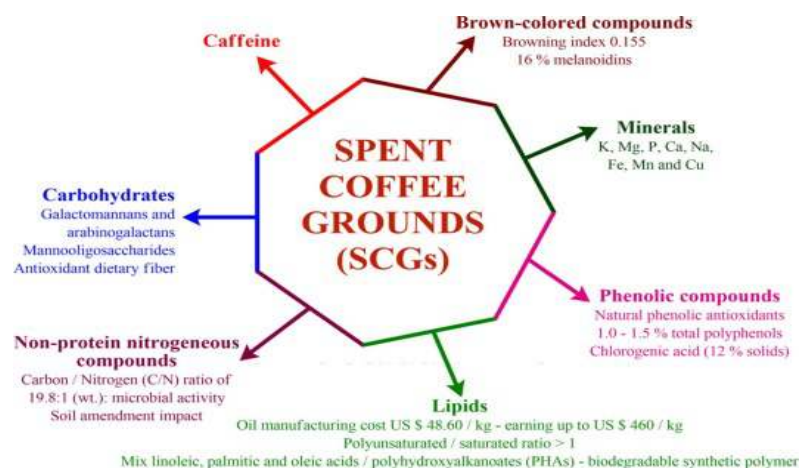 Caffeine
Brown-colored compounds
Browning index 0.155
16 % melanoidins
Minerals
K, Mg, P, Ca, Na,
Fe, Mn and Cu
SPENT
COFFEE
GROUNDS
(SCGs)
Carbohydrates
Galactomannans and
arabinogalactans
Mannooligosaccharides
Antioxidant dietary fiber
Phenolic compounds
Natural phenolic antioxidants
1.0 - 1.5 % total polyphenols
Chlorogenic acid (12 % solids)
Non-protein nitrogeneous
compounds
Carbon / Nitrogen (C/N) ratio of
19.8:1 (wt.): microbial activity
Soil amendment impact
Lipids
Oil manufacturing cost US $ 48.60 / kg - earning up to US $ 460 / kg
Polyunsaturated / saturated ratio > 1
Mix linoleic, palmitic and oleic acids / polyhydroxyalkanoates (PHAs) - biodegradable synthetic polymer